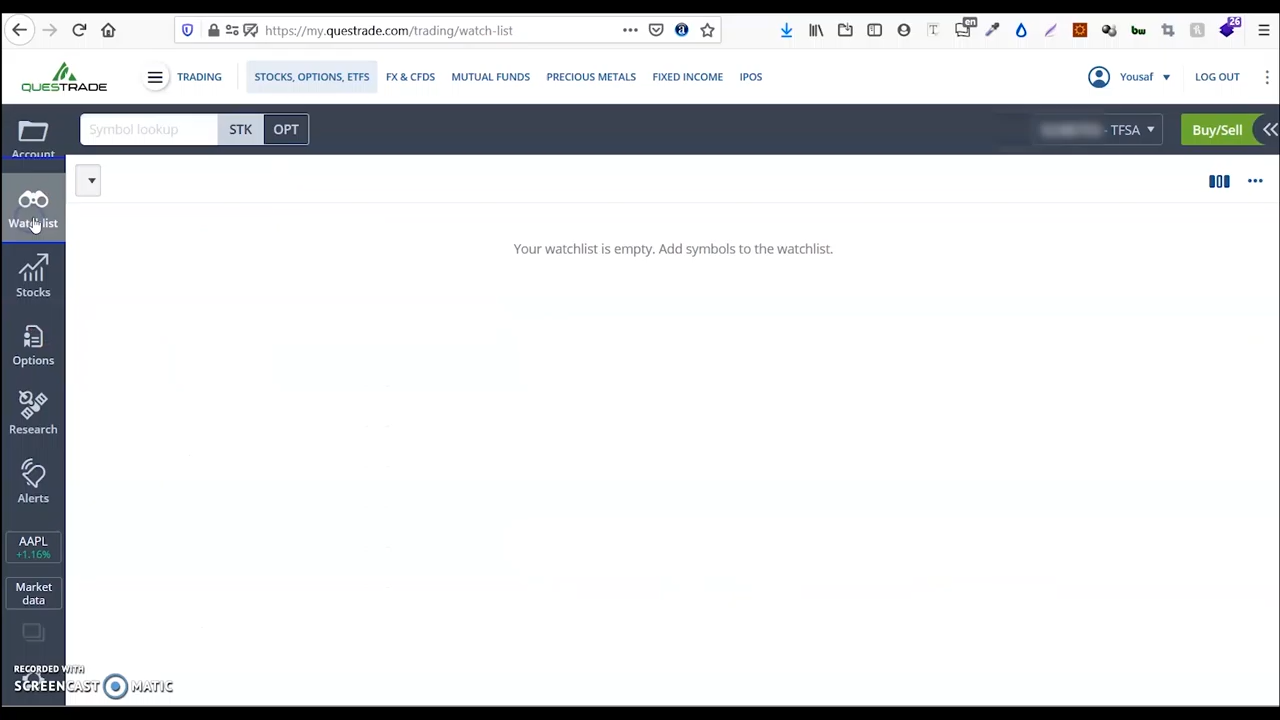 https://my.questrade.com/trading/watch-list
en
26
QUESTRADE
TRADING
STOCKS, OPTIONS, ETFS
FX & CFDS
MUTUAL FUNDS
PRECIOUS METALS
FIXED INCOME
IPOS
Yousaf
LOG OUT
Account
Symbol lookup
STK
OPT
- TFSA
Buy/Sell
Watchlist
Your watchlist is empty. Add symbols to the watchlist.
Stocks
Options
Research
Alerts
AAPL
+1.16%
Market
data
RECORDED WITH
SCREENCAST MATIC